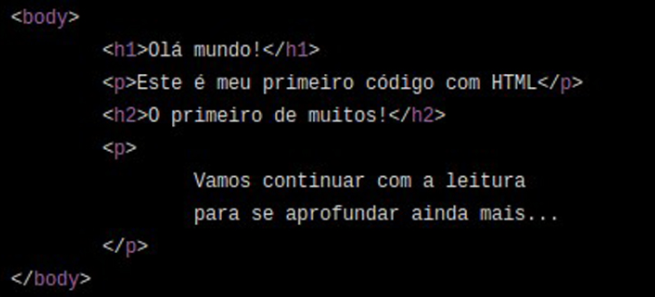 <body>
<h1>Olá mundo!</h1>
<p>Este é meu primeiro código com HTML</p>
<h2>O primeiro de muitos!</h2>
<p>
Vamos continuar com a leitura
para se aprofundar ainda mais...
</p>
</body>